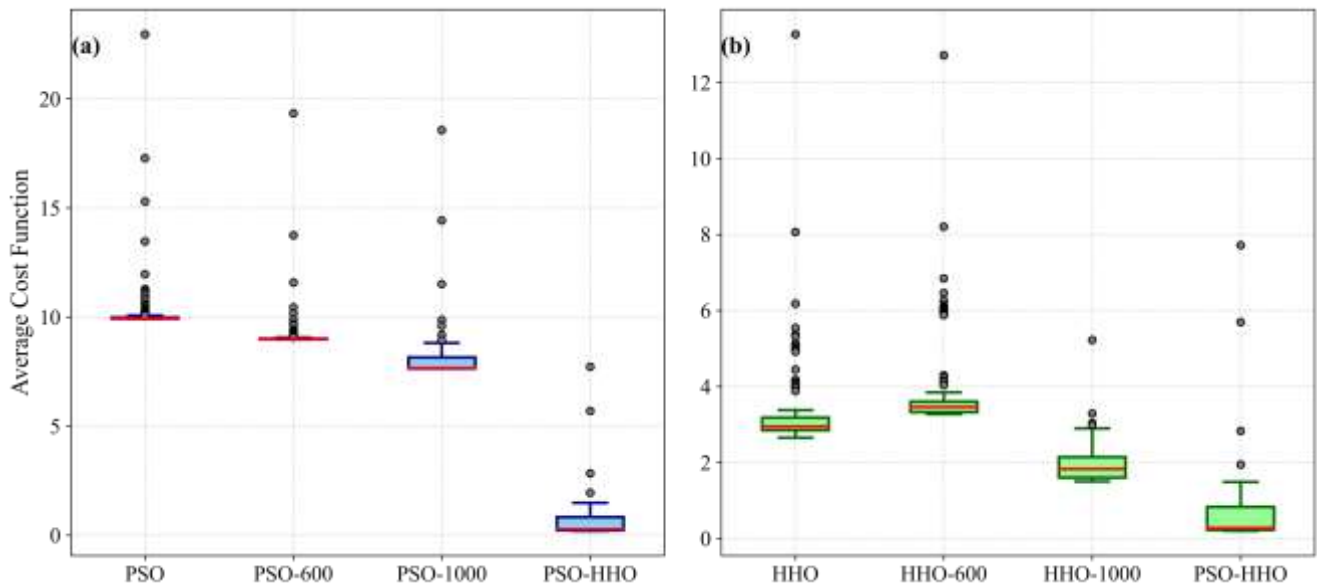 (a)
Average Cost Function
20
15
10
5
0
PSO PSO-600 PSO-1000 PSO-HHO
(b)
12
10
8
6
4
2
0
HHO HHO-600 HHO-1000 PSO-HHO